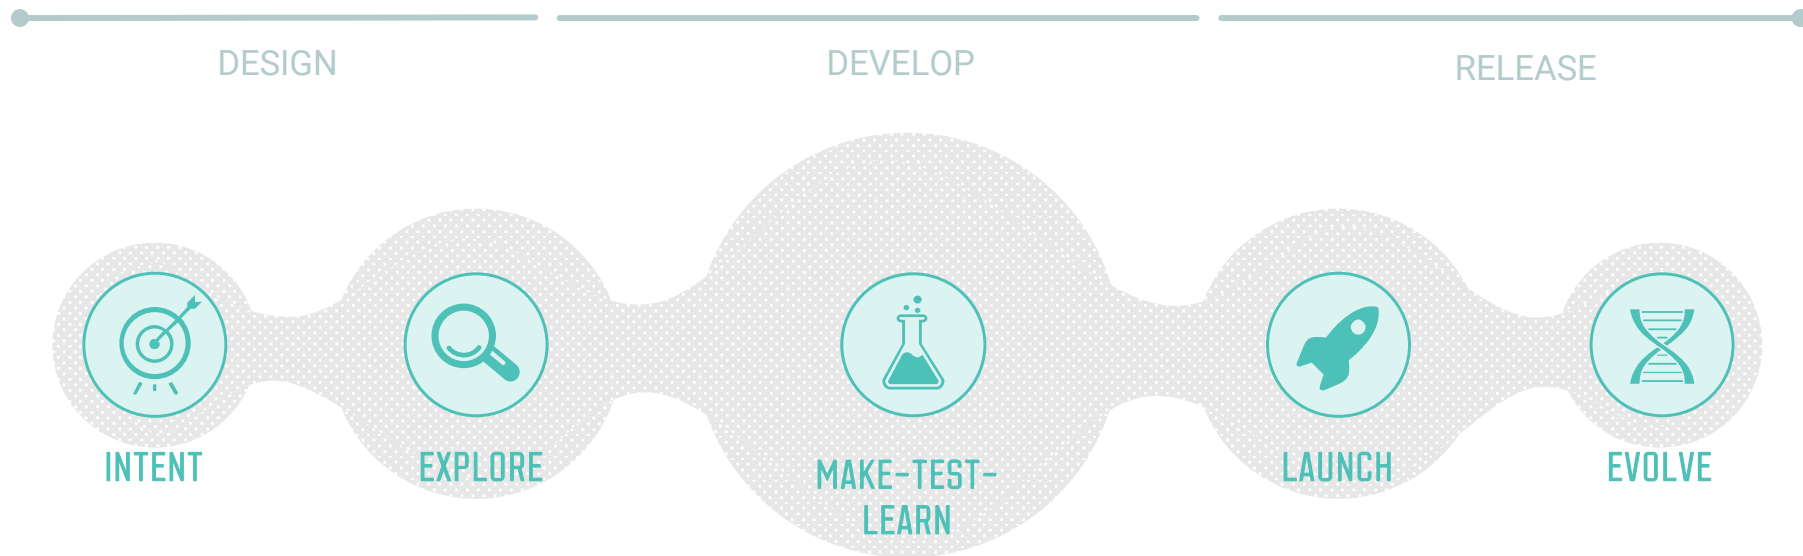 DESIGN
DEVELOP
RELEASE
INTENT
EXPLORE
MAKE-TEST-
LEARN
LAUNCH
EVOLVE